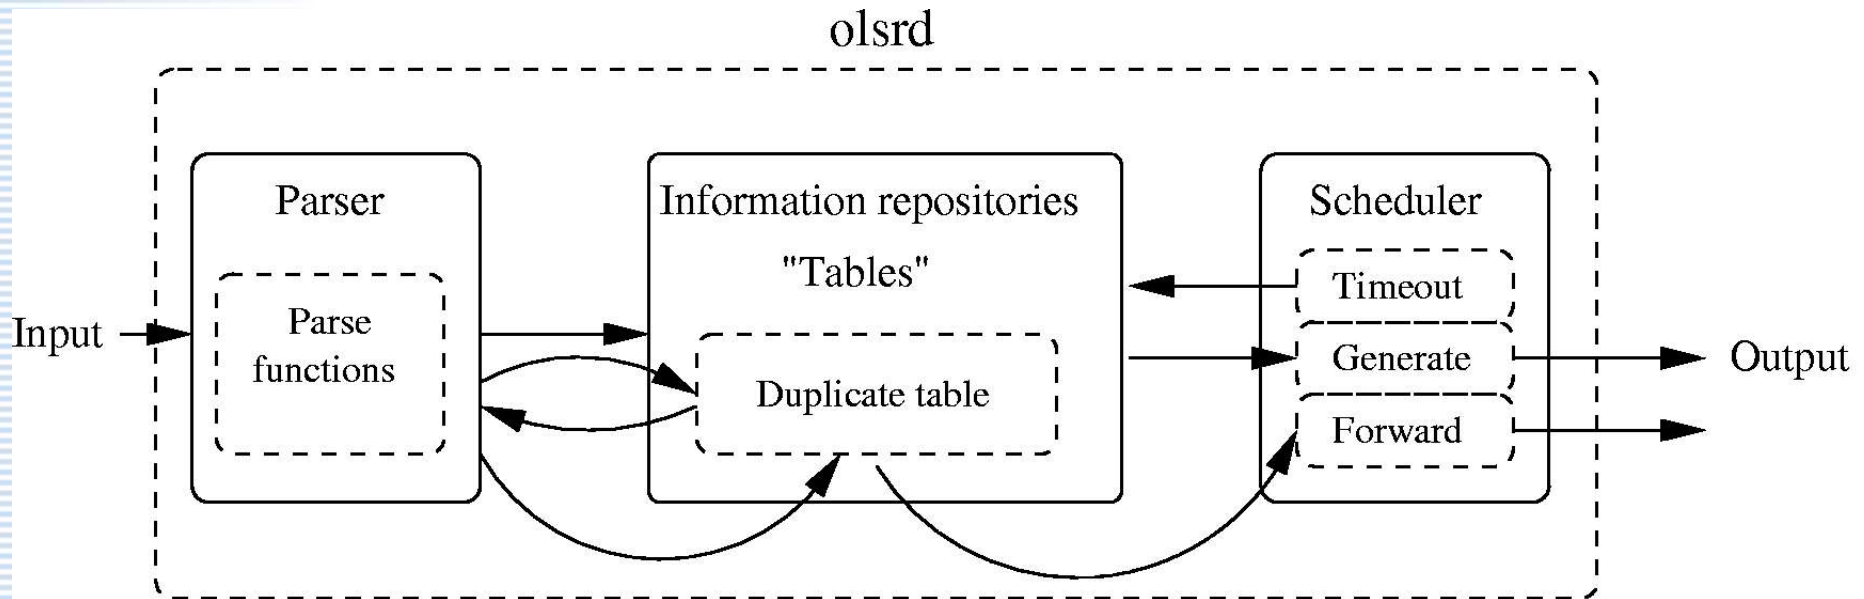 olsrd
Input
Parser
Parse
functions
Information repositories
"Tables"
Duplicate table
Scheduler
Timeout
Generate
Forward
Output